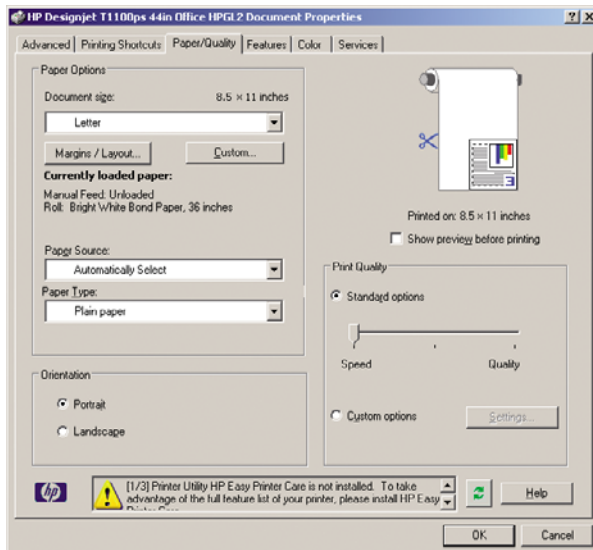 HP Designjet T1100ps 44in Office HPGL2 Document Properties
Advanced Printing Shortcuts Paper/Quality Features Color Services
Paper Options
Document size: 8.5 × 11 inches
Letter
Margins / Layout... Custom...
Currently loaded paper:
Manual Feed: Unloaded
Roll: Bright White Bond Paper, 36 inches
Paper Source:
Automatically Select
Paper Type:
Plain paper
Orientation
Portrait
Landscape
Printed on: 8.5 × 11 inches
Show preview before printing
Print Quality
Standard options
Speed Quality
Custom options Settings...
hp
[1/3] Printer Utility HP Easy Printer Care is not installed. To take
advantage of the full feature list of your printer, please install HP Easy
Printer Care
Help
OK Cancel